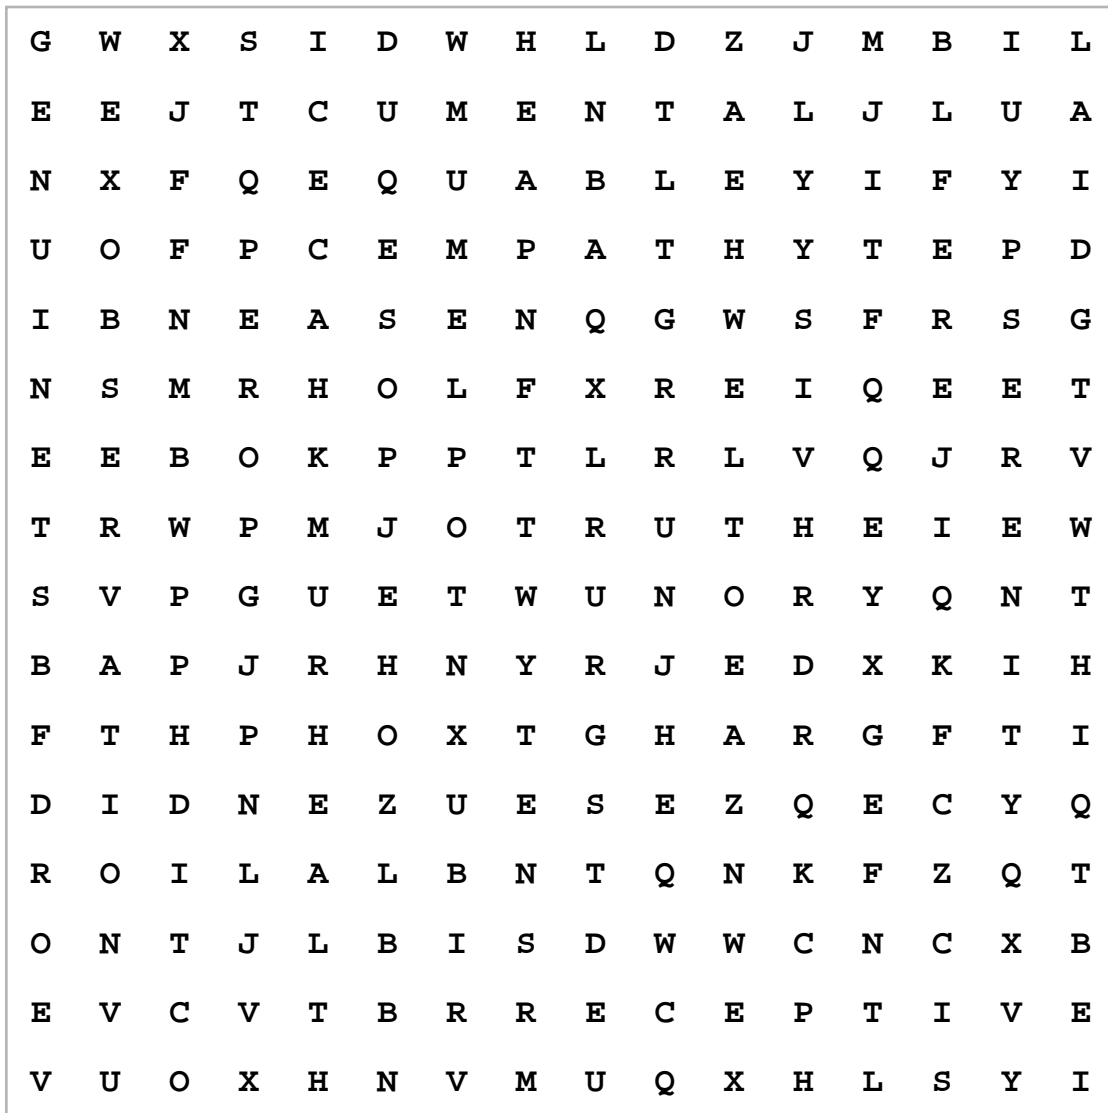 G W X S I D W H L D Z J M B I L
E E J T C U M E N T A L J L U A
N X F Q E Q U A B L E Y I F Y I
U O F P C E M P A T H Y T E P D
I B N E A S E N Q G W S F R S G
N S M R H O L F X R E I Q E E T
E E B O K P P T L R L V Q J R V
T R W P M J O T R U T H E I E W
S V P G U E T W U N O R Y Q N T
B A P J R H N Y R J E D X K I H
F T H P H O X T G H A R G F T I
D I D N E Z U E S E Z Q E C Y Q
R O I L A L B N T Q N K F Z Q T
O N T J L B I S D W W C N C X B
E V C V T B R R E C E P T I V E
V U O X H N V M U Q X H L S Y I